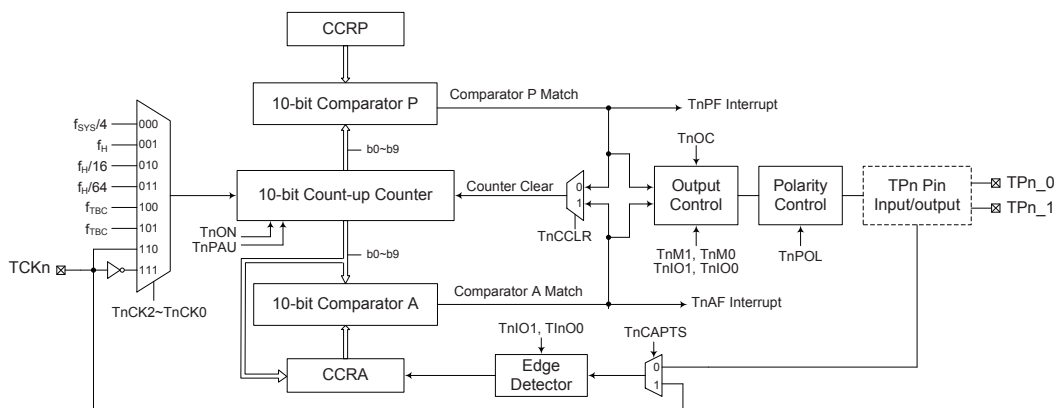 CCRP
10-bit Comparator P
Comparator P Match
TnPF Interrupt
b0~b9
fSYS/4
000
fH
001
fH/16
010
fH/64
011
fTBC
100
fTBC
101
110
111
TCKn
TnCK2~TnCK0
10-bit Count-up Counter
TnON
TnPAU
Counter Clear
0
1
TnCCLR
TnOC
Output
Control
TnM1, TnM0
TnIO1, TnIO0
Polarity
Control
TnPOL
TPn Pin
Input/output
TPn_0
TPn_1
b0~b9
10-bit Comparator A
Comparator A Match
TnAF Interrupt
CCRA
TnIO1, TInO0
Edge
Detector
TnCAPTS
0
1